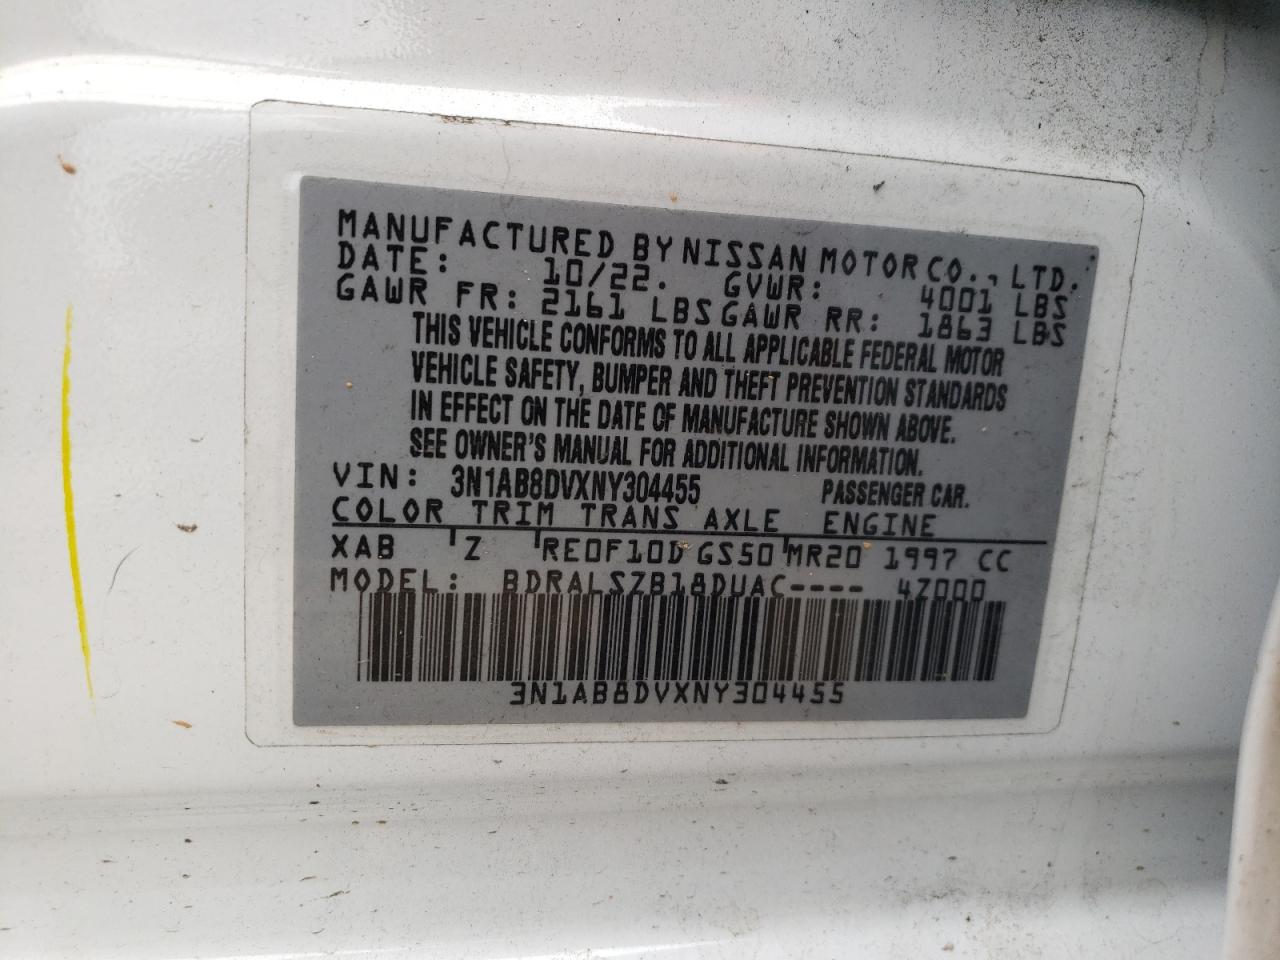 MANUFACTURED BY NISSAN MOTOR CO., LTD.
DATE: 10/22. GVWR: 4001 LBS
GAWR FR: 2161 LBS GAWR RR: 1863 LBS
THIS VEHICLE CONFORMS TO ALL APPLICABLE FEDERAL MOTOR
VEHICLE SAFETY, BUMPER AND THEFT PREVENTION STANDARDS
IN EFFECT ON THE DATE OF MANUFACTURE SHOWN ABOVE.
SEE OWNER'S MANUAL FOR ADDITIONAL INFORMATION.
VIN: 3N1AB8DVXNY304455 PASSENGER CAR.
COLOR TRIM TRANS AXLE ENGINE
XAB Z RE0F10D GS50 MR20 1997 CC
MODEL: BDRALSZB18DUAC---- 4Z000
3N1AB8DVXNY304455